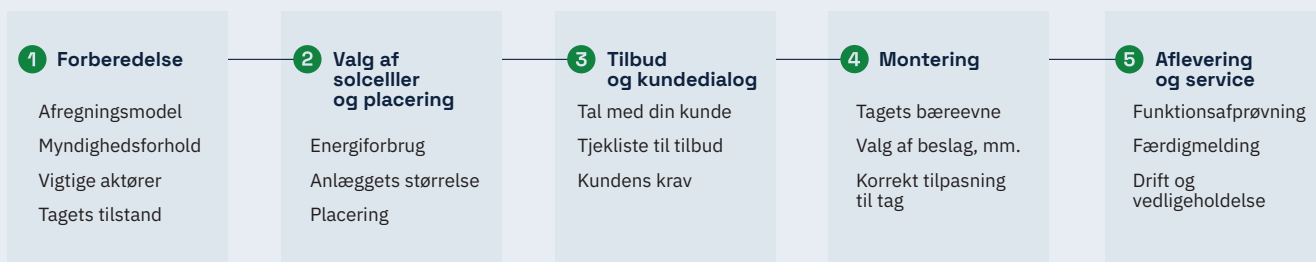 1 Forberedelse
Afregningsmodel
Myndighedsforhold
Vigtige aktører
Tagets tilstand
2 Valg af
solcelller
og placering
Energiforbrug
Anlæggets størrelse
Placering
3 Tilbud
og kundedialog
Tal med din kunde
Tjekliste til tilbud
Kundens krav
4 Montering
Tagets bæreevne
Valg af beslag, mm.
Korrekt tilpasning
til tag
5 Aflevering
og service
Funktionsafprøvning
Færdigmelding
Drift og
vedligeholdelse